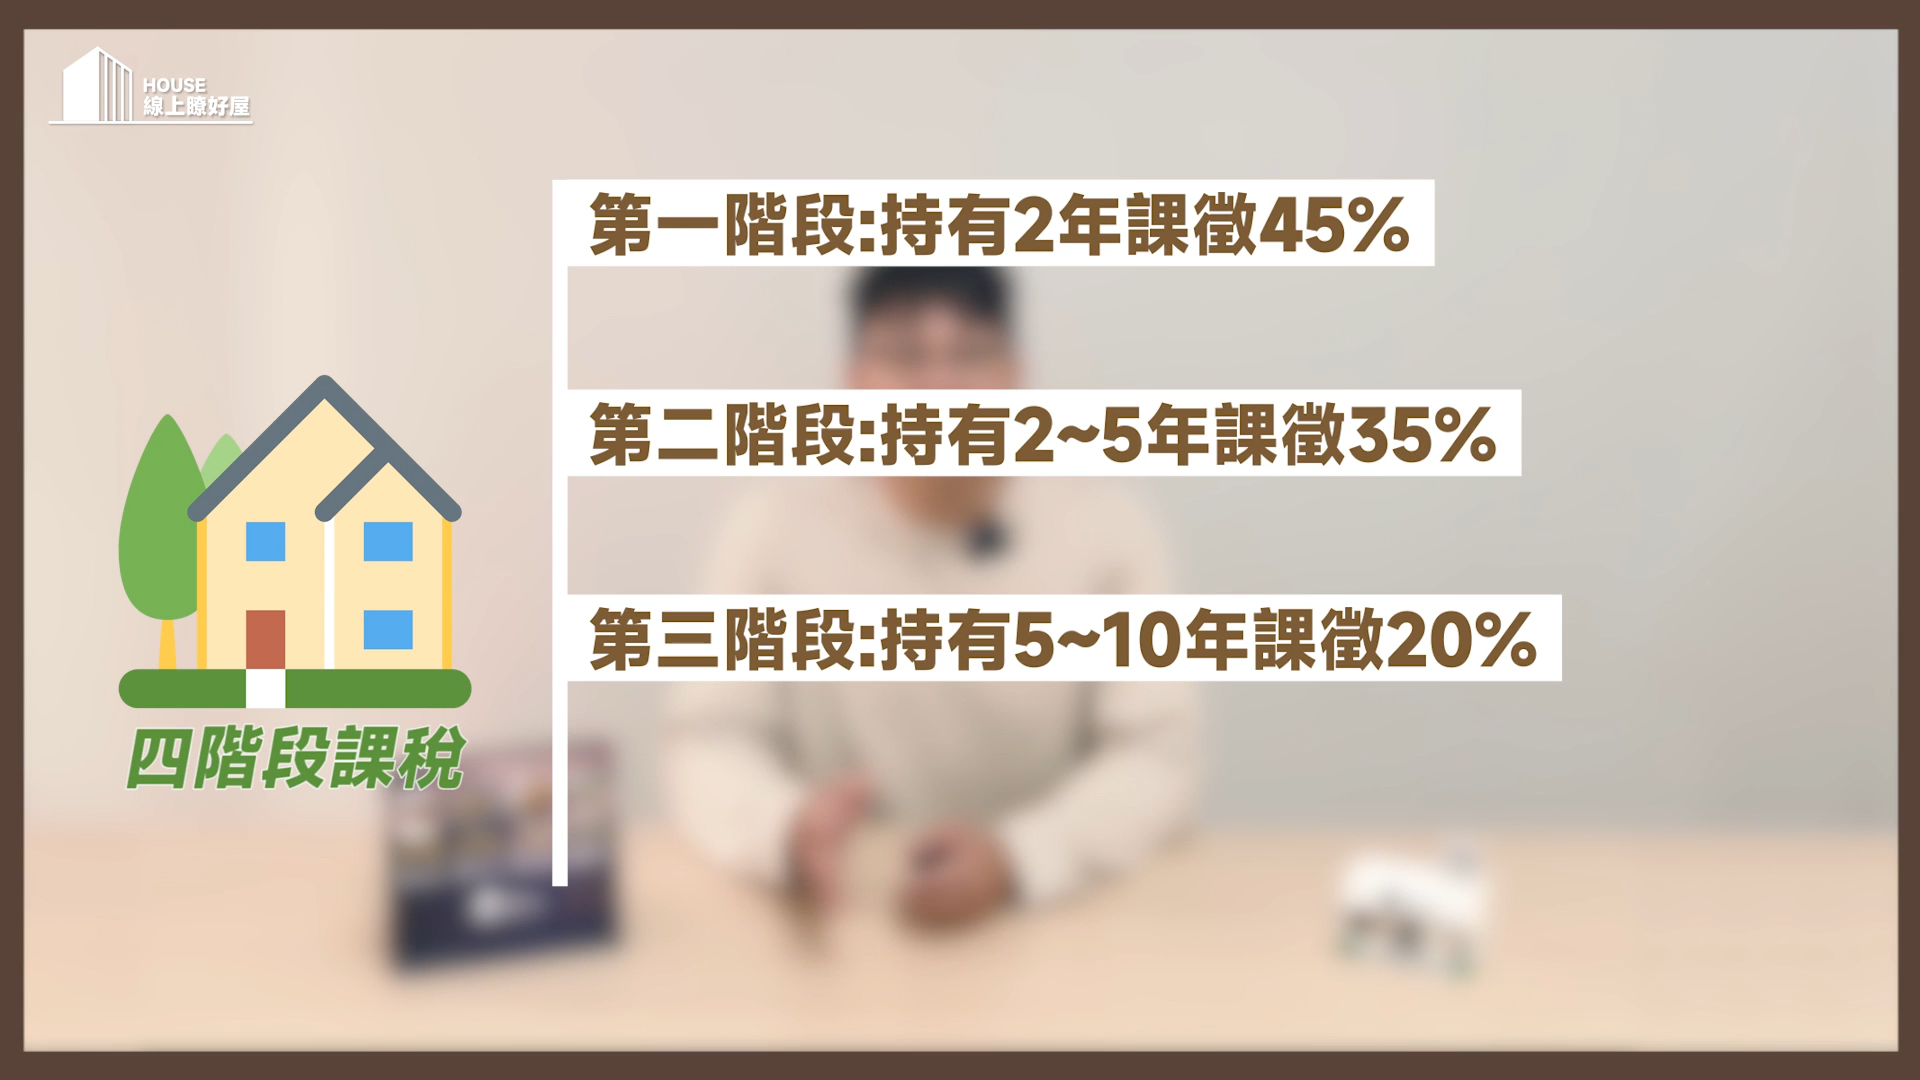 HOUSE
線上瞭好屋
第一階段:持有2年課徵45%
第二階段:持有2~5年課徵35%
第三階段:持有5~10年課徵20%
四階段課稅